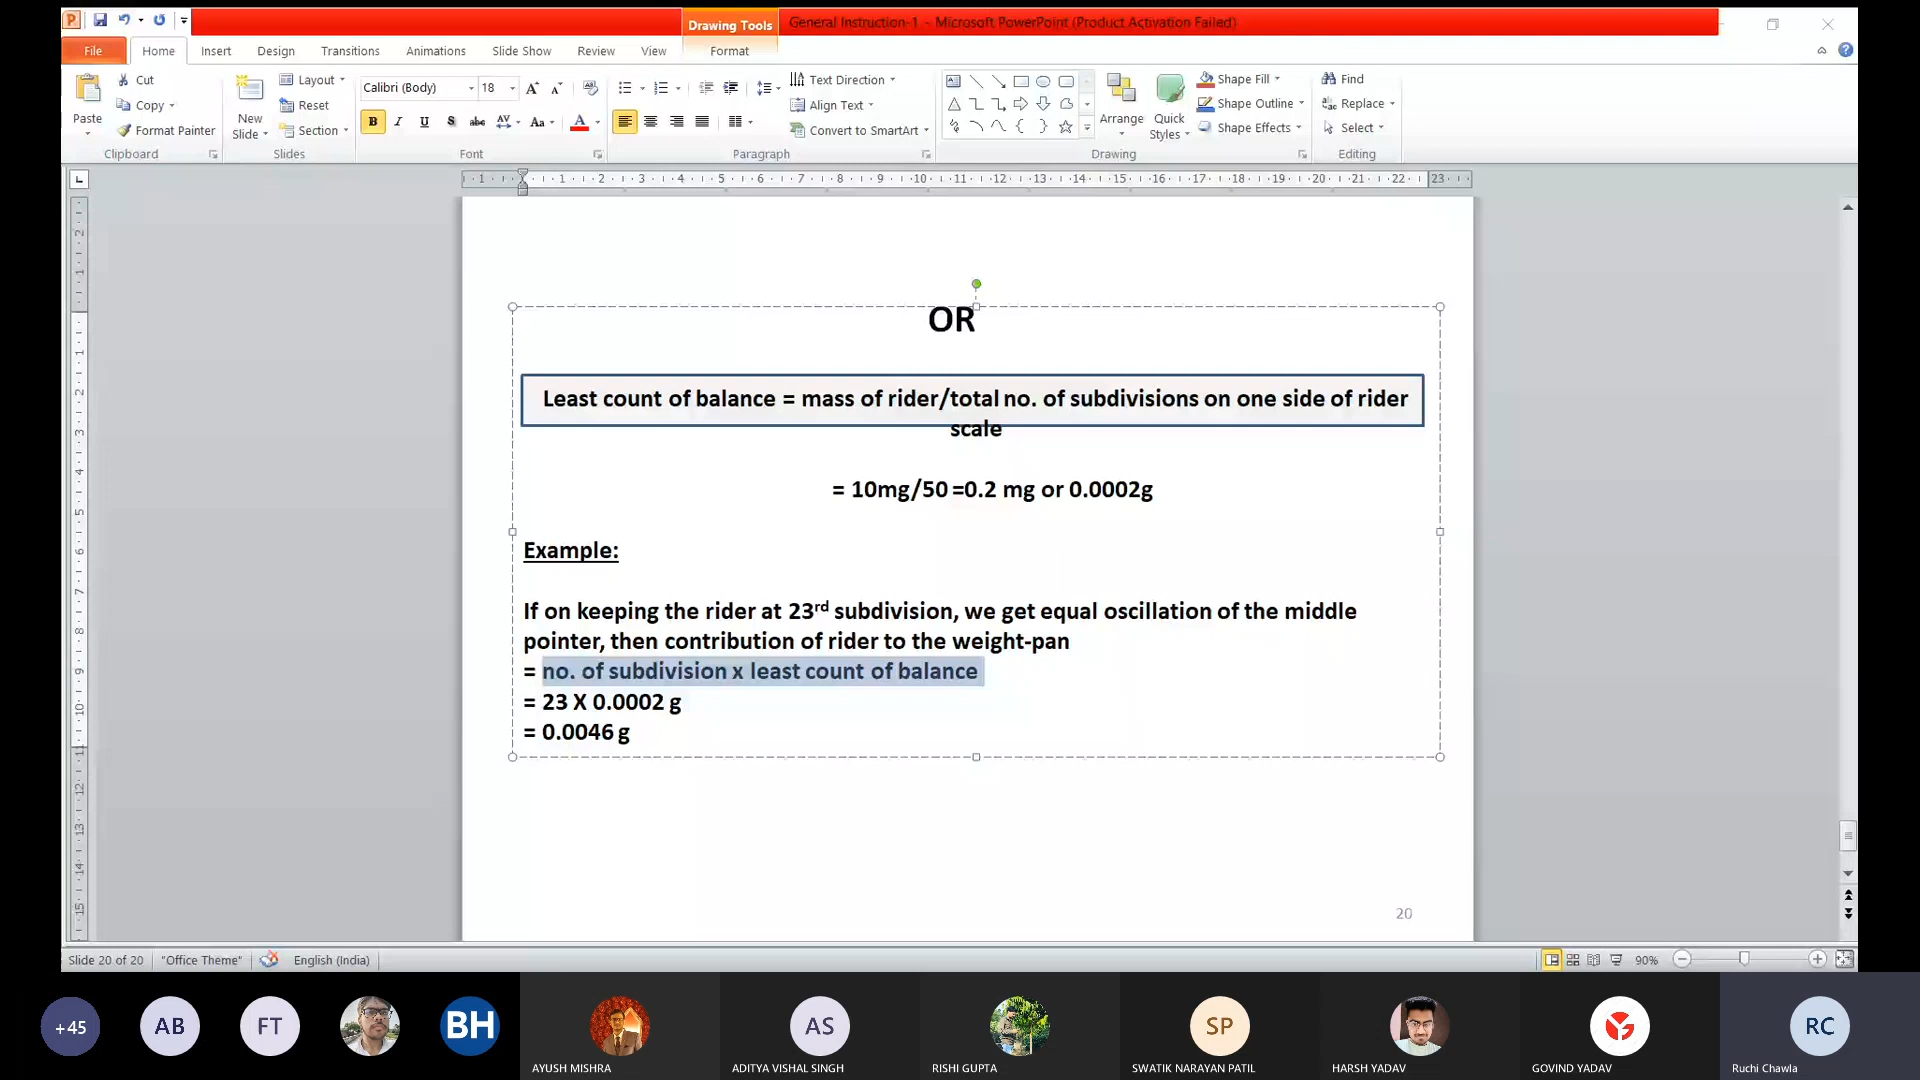 Drawing Tools
General Instruction-1 - Microsoft PowerPoint (Product Activation Failed)
File Home Insert Design Transitions Animations Slide Show Review View Format
Paste
Cut
Copy
Format Painter
Clipboard
New Slide
Layout
Reset
Section
Slides
Calibri (Body) 18
Font
Text Direction
Align Text
Convert to SmartArt
Paragraph
Arrange
Quick Styles
Shape Fill
Shape Outline
Shape Effects
Drawing
Find
Replace
Select
Editing
OR
Least count of balance = mass of rider/total no. of subdivisions on one side of rider
scale
= 10mg/50 =0.2 mg or 0.0002g
Example:
If on keeping the rider at 23rd subdivision, we get equal oscillation of the middle
pointer, then contribution of rider to the weight-pan
= no. of subdivision x least count of balance
= 23 X 0.0002 g
= 0.0046 g
20
Slide 20 of 20 "Office Theme" English (India) 90%
+45 AB FT BH AS SP RC
AYUSH MISHRA ADITYA VISHAL SINGH RISHI GUPTA SWATIK NARAYAN PATIL HARSH YADAV GOVIND YADAV Ruchi Chawla